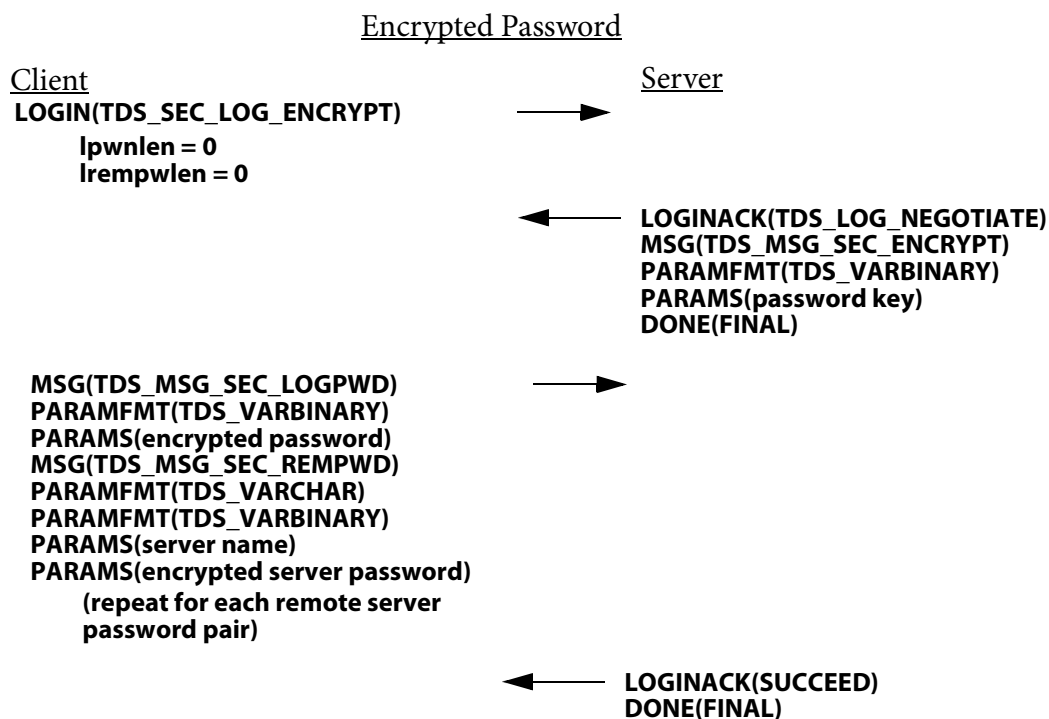 Encrypted Password
Client
Server
LOGIN(TDS_SEC_LOG_ENCRYPT)
lpwnlen = 0
lrempwlen = 0
LOGINACK(TDS_LOG_NEGOTIATE)
MSG(TDS_MSG_SEC_ENCRYPT)
PARAMFMT(TDS_VARBINARY)
PARAMS(password key)
DONE(FINAL)
MSG(TDS_MSG_SEC_LOGPWD)
PARAMFMT(TDS_VARBINARY)
PARAMS(encrypted password)
MSG(TDS_MSG_SEC_REMPWD)
PARAMFMT(TDS_VARCHAR)
PARAMFMT(TDS_VARBINARY)
PARAMS(server name)
PARAMS(encrypted server password)
(repeat for each remote server
password pair)
LOGINACK(SUCCEED)
DONE(FINAL)